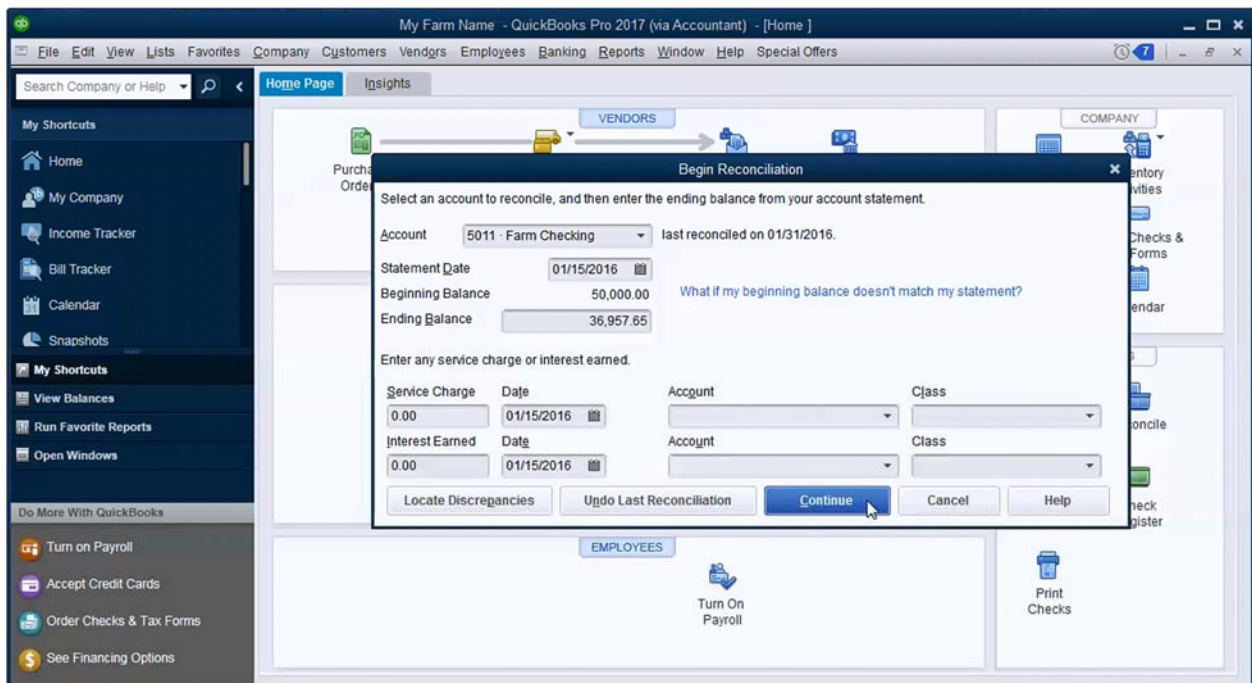 qb
My Farm Name - QuickBooks Pro 2017 (via Accountant) - [Home ]
File Edit View Lists Favorites Company Customers Vendors Employees Banking Reports Window Help Special Offers
7
Search Company or Help
Home Page
Insights
My Shortcuts
Home
My Company
Income Tracker
Bill Tracker
Calendar
Snapshots
My Shortcuts
View Balances
Run Favorite Reports
Open Windows
Do More With QuickBooks
Turn on Payroll
Accept Credit Cards
Order Checks & Tax Forms
See Financing Options
VENDORS
COMPANY
Begin Reconciliation
Select an account to reconcile, and then enter the ending balance from your account statement.
Account 5011 · Farm Checking last reconciled on 01/31/2016.
Statement Date 01/15/2016
Beginning Balance 50,000.00 What if my beginning balance doesn't match my statement?
Ending Balance 36,957.65
Enter any service charge or interest earned.
Service Charge Date Account Class
0.00 01/15/2016
Interest Earned Date Account Class
0.00 01/15/2016
Locate Discrepancies Undo Last Reconciliation Continue Cancel Help
Checks &
Forms
EMPLOYEES
Turn On
Payroll
Print
Checks